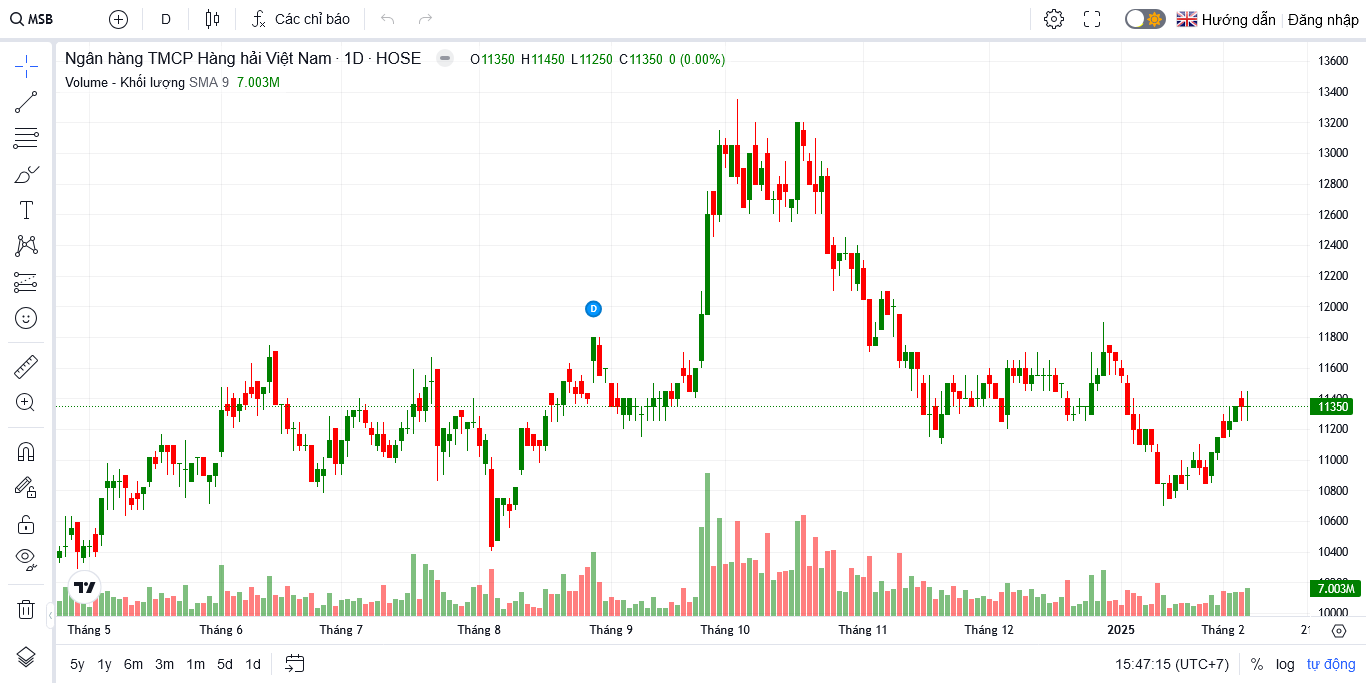 MSB D Các chỉ báo Hướng dẫn Đăng nhập
Ngân hàng TMCP Hàng hải Việt Nam · 1D · HOSE O11350 H11450 L11250 C11350 0 (0.00%)
Volume - Khối lượng SMA 9 7.003M
13600
13400
13200
13000
12800
12600
12400
12200
12000
D
11800
11600
11400
11350
11200
11000
10800
10600
10400
7.003M
10000
Tháng 5 Tháng 6 Tháng 7 Tháng 8 Tháng 9 Tháng 10 Tháng 11 Tháng 12 2025 Tháng 2
5y 1y 6m 3m 1m 5d 1d 15:47:15 (UTC+7) % log tự động